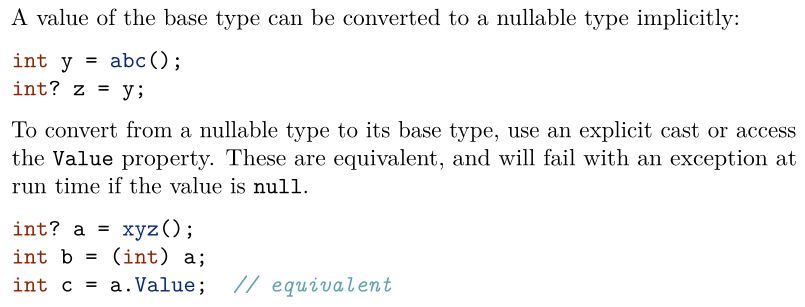 A value of the base type can be converted to a nullable type implicitly:
int y = abc();
int? z = y;
To convert from a nullable type to its base type, use an explicit cast or access
the Value property. These are equivalent, and will fail with an exception at
run time if the value is null.
int? a = xyz();
int b = (int) a;
int c = a.Value;  // equivalent